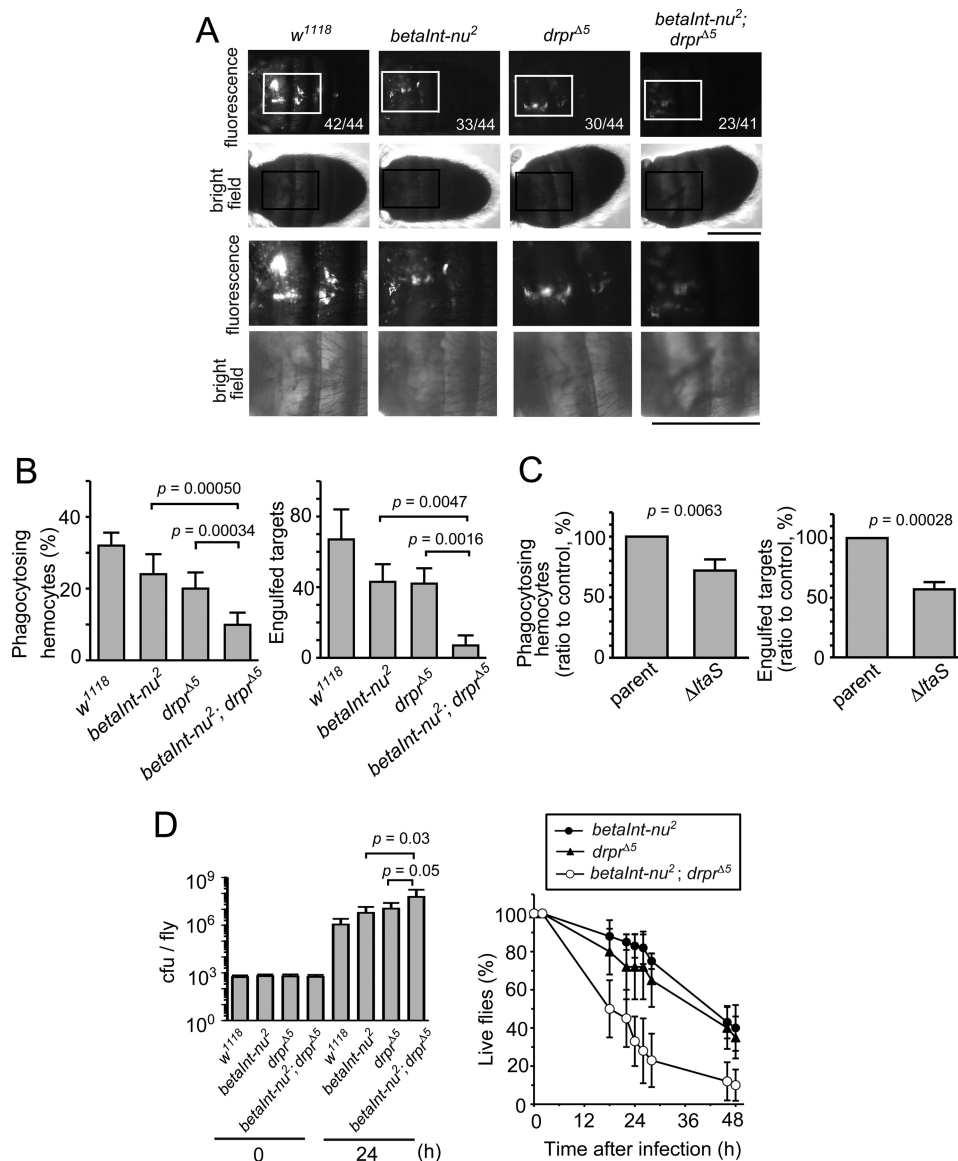 A
w1118
betaInt-nu2
drprΔ5
betaInt-nu2;
drprΔ5
fluorescence
42/44
33/44
30/44
23/41
bright
field
fluorescence
bright
field
B
Phagocytosing
hemocytes (%)
40
20
0
p = 0.00050
p = 0.00034
w1118
betaInt-nu2
drprΔ5
betaInt-nu2; drprΔ5
Engulfed targets
80
40
0
p = 0.0047
p = 0.0016
w1118
betaInt-nu2
drprΔ5
betaInt-nu2; drprΔ5
C
Phagocytosing
hemocytes
(ratio to control, %)
100
50
0
p = 0.0063
parent
ΔltaS
Engulfed targets
(ratio to control, %)
100
50
0
p = 0.00028
parent
ΔltaS
D
cfu / fly
109
106
103
100
p = 0.03
p = 0.05
w1118
betaInt-nu2
drprΔ5
betaInt-nu2; drprΔ5
w1118
betaInt-nu2
drprΔ5
betaInt-nu2; drprΔ5
0
24
(h)
betaInt-nu2
drprΔ5
betaInt-nu2; drprΔ5
Live flies (%)
100
80
60
40
20
0
0
12
24
36
48
Time after infection (h)